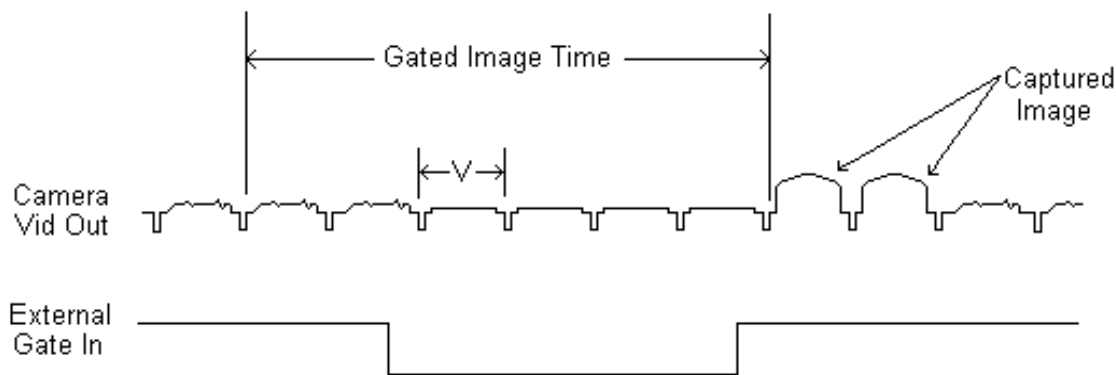 Gated Image Time
Captured
Image
V
Camera
Vid Out
External
Gate In